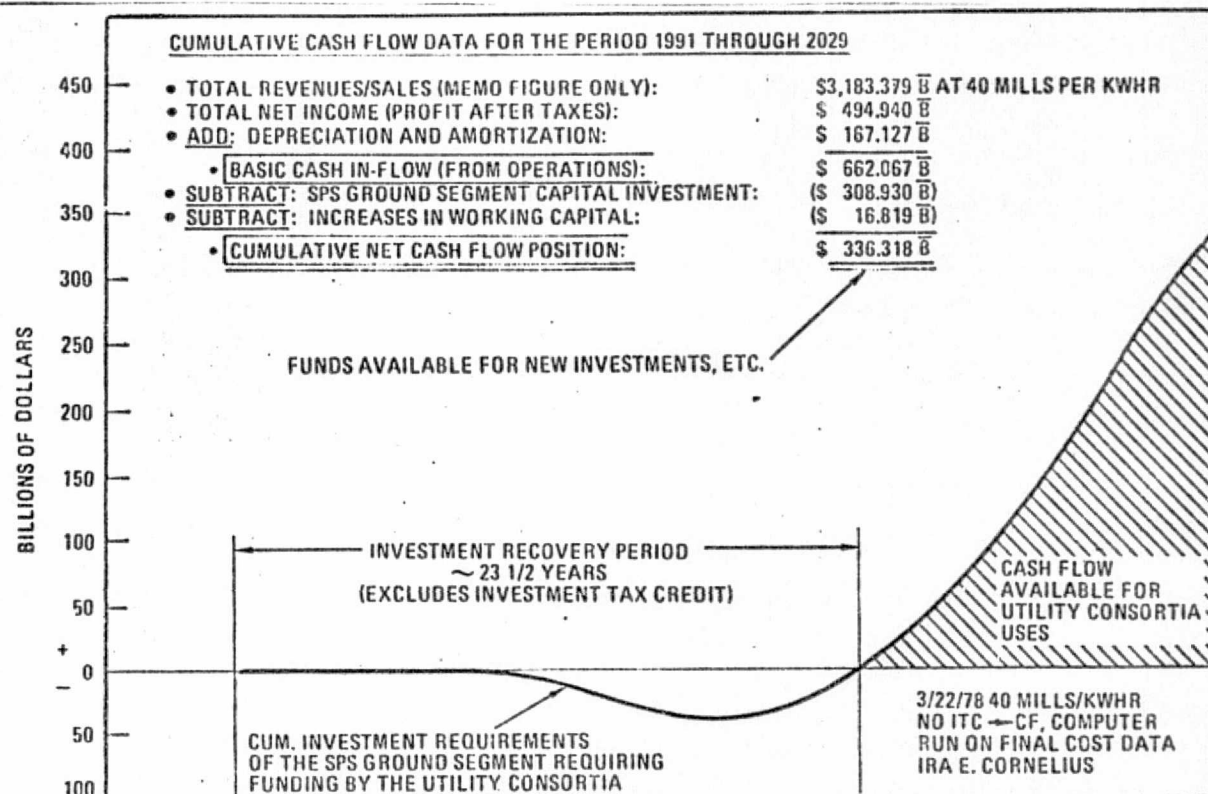 CUMULATIVE CASH FLOW DATA FOR THE PERIOD 1991 THROUGH 2029
• TOTAL REVENUES/SALES (MEMO FIGURE ONLY): $3,183.379 B̅ AT 40 MILLS PER KWHR
• TOTAL NET INCOME (PROFIT AFTER TAXES): $ 494.940 B̅
• ADD: DEPRECIATION AND AMORTIZATION: $ 167.127 B̅
• BASIC CASH IN-FLOW (FROM OPERATIONS): $ 662.067 B̅
• SUBTRACT: SPS GROUND SEGMENT CAPITAL INVESTMENT: ($ 308.930 B̅)
• SUBTRACT: INCREASES IN WORKING CAPITAL: ($ 16.819 B̅)
• CUMULATIVE NET CASH FLOW POSITION: $ 336.318 B̅
FUNDS AVAILABLE FOR NEW INVESTMENTS, ETC.
BILLIONS OF DOLLARS
450
400
350
300
250
200
150
100
50
+
0
−
50
100
INVESTMENT RECOVERY PERIOD
~ 23 1/2 YEARS
(EXCLUDES INVESTMENT TAX CREDIT)
CASH FLOW
AVAILABLE FOR
UTILITY CONSORTIA
USES
CUM. INVESTMENT REQUIREMENTS
OF THE SPS GROUND SEGMENT REQUIRING
FUNDING BY THE UTILITY CONSORTIA
3/22/78 40 MILLS/KWHR
NO ITC → CF, COMPUTER
RUN ON FINAL COST DATA
IRA E. CORNELIUS